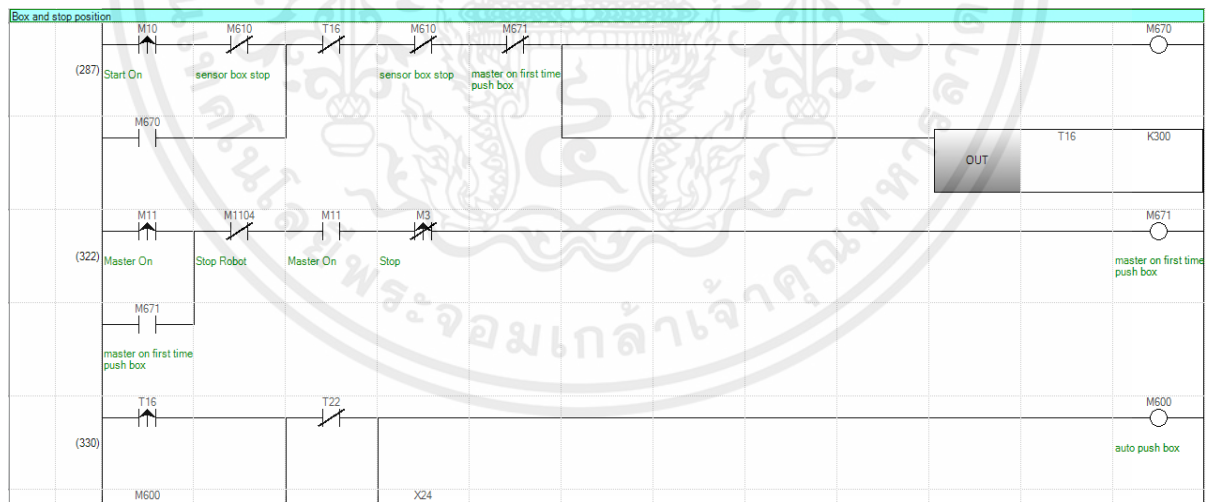 Box and stop position
M10 M610 T16 M610 M671 M670
(287) Start On sensor box stop sensor box stop master on first time
push box
M670
OUT T16 K300
M11 M1104 M11 M3 M671
(322) Master On Stop Robot Master On Stop master on first time
push box
M671
master on first time
push box
T16 T22 M600
(330) auto push box
M600 X24